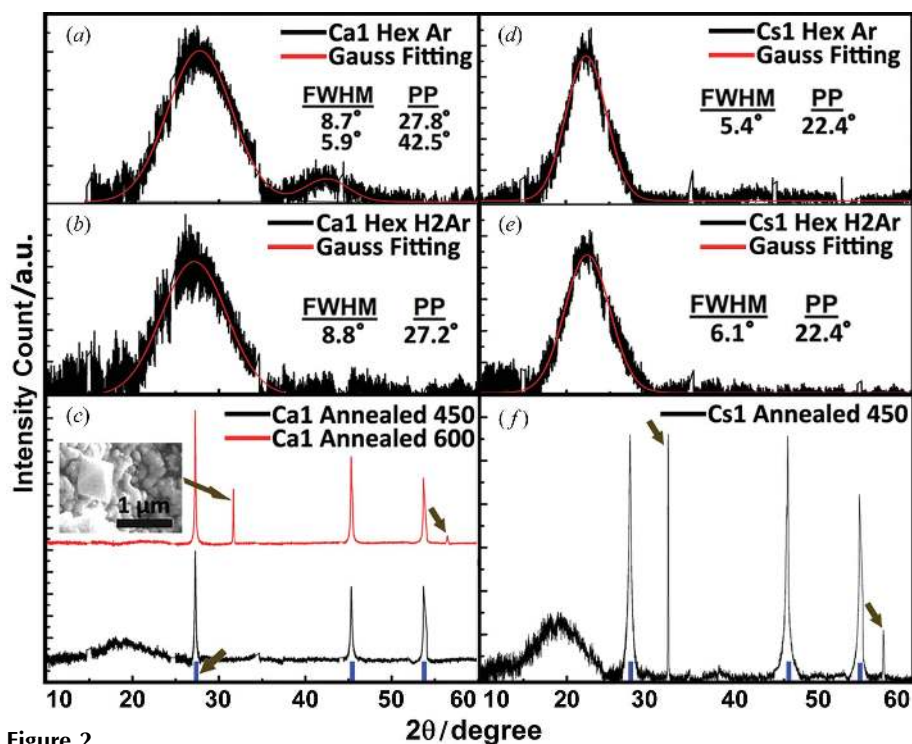 (a)
Ca1 Hex Ar
Gauss Fitting
FWHM PP
8.7° 27.8°
5.9° 42.5°
(d)
Cs1 Hex Ar
Gauss Fitting
FWHM PP
5.4° 22.4°
(b)
Ca1 Hex H2Ar
Gauss Fitting
FWHM PP
8.8° 27.2°
(e)
Cs1 Hex H2Ar
Gauss Fitting
FWHM PP
6.1° 22.4°
(c)
Ca1 Annealed 450
Ca1 Annealed 600
1 μm
(f)
Cs1 Annealed 450
Intensity Count/a.u.
10 20 30 40 50 60
10 20 30 40 50 60
2θ/degree
Figure 2